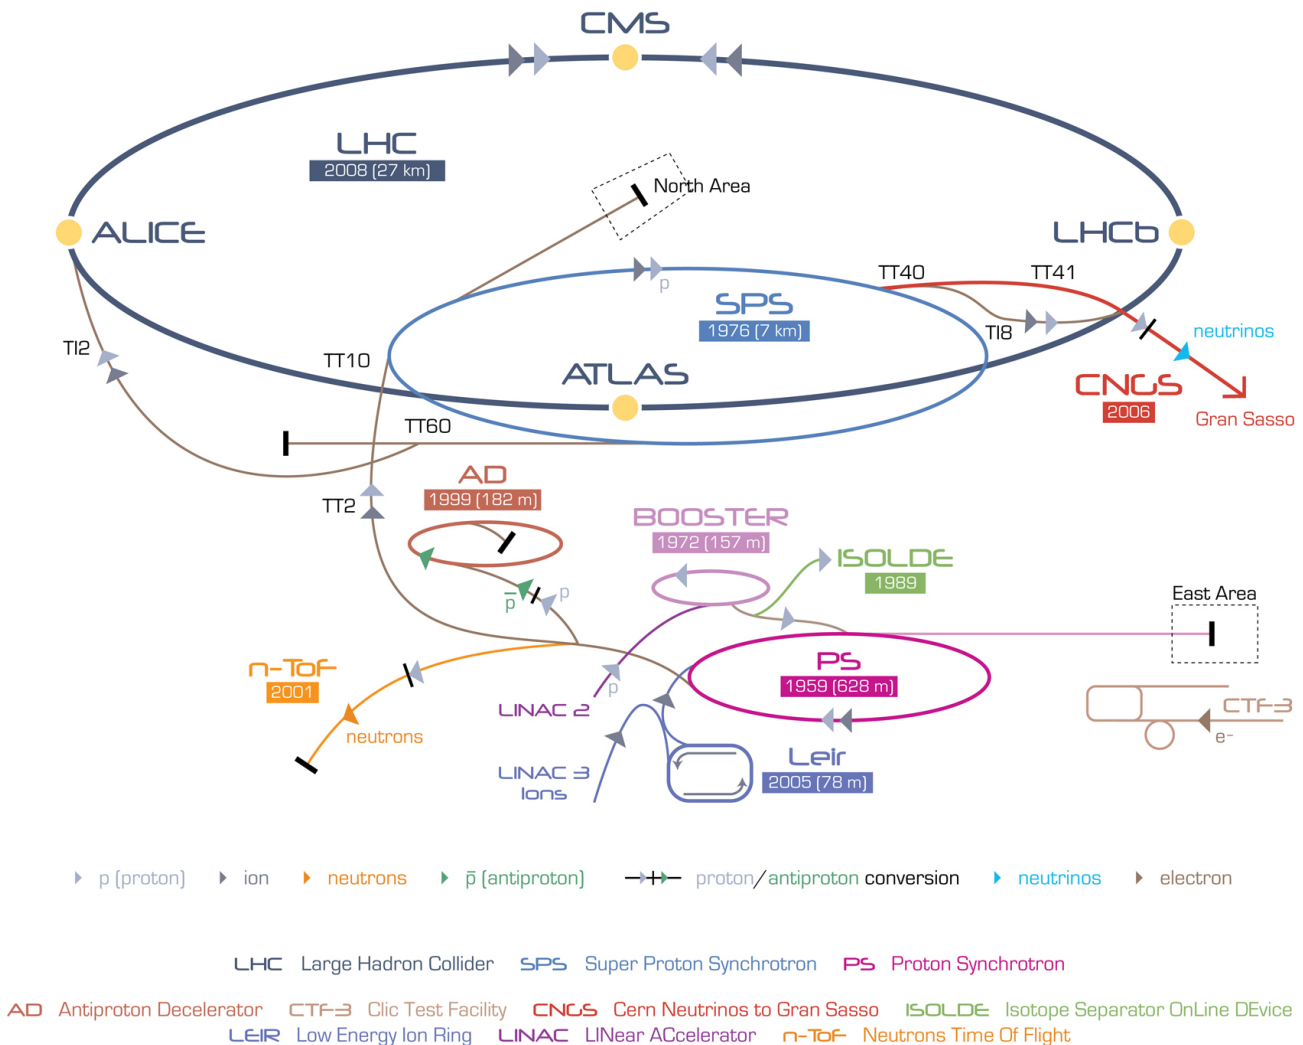 CMS
LHC
2008 (27 km)
North Area
ALICE
LHCb
TT40
TT41
p
SPS
1976 (7 km)
TI8
neutrinos
TI2
TT10
ATLAS
CNGS
2006
Gran Sasso
TT60
AD
1999 (182 m)
TT2
BOOSTER
1972 (157 m)
ISOLDE
1989
p̅
p
East Area
n-ToF
2001
PS
1959 (628 m)
p
LINAC 2
neutrons
CTF-3
e⁻
LINAC 3
Ions
Leir
2005 (78 m)
p (proton)
ion
neutrons
p̅ (antiproton)
proton/antiproton conversion
neutrinos
electron
LHC Large Hadron Collider SPS Super Proton Synchrotron PS Proton Synchrotron
AD Antiproton Decelerator CTF-3 Clic Test Facility CNGS Cern Neutrinos to Gran Sasso ISOLDE Isotope Separator OnLine DEvice
LEIR Low Energy Ion Ring LINAC LINear ACcelerator n-ToF Neutrons Time Of Flight